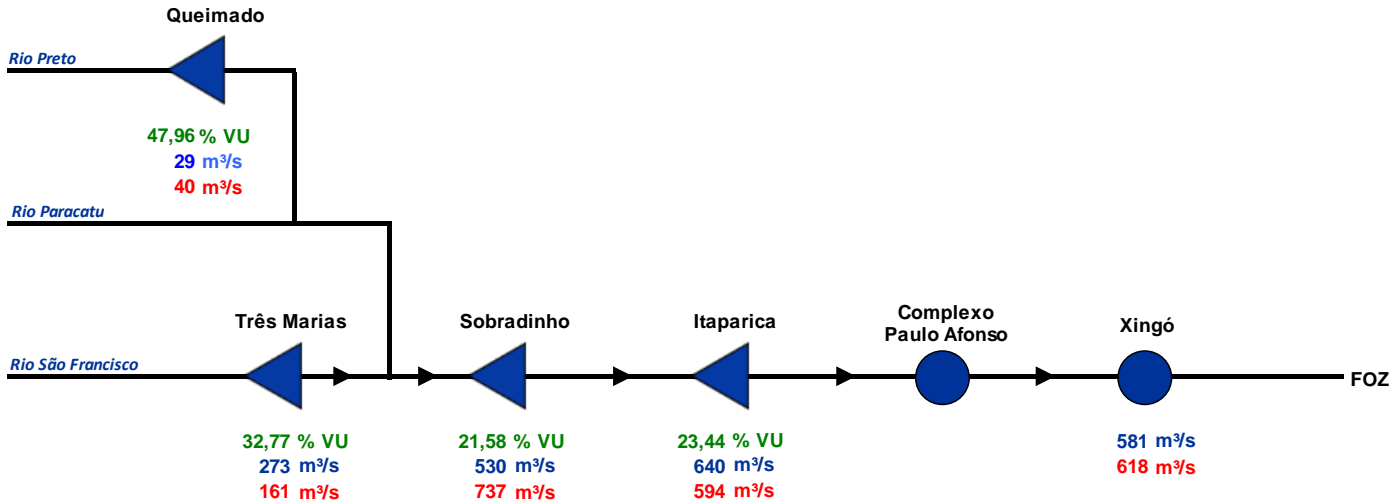 Queimado
Rio Preto
47,96 % VU
29 m³/s
40 m³/s
Rio Paracatu
Três Marias
Sobradinho
Itaparica
Complexo
Paulo Afonso
Xingó
Rio São Francisco
FOZ
32,77 % VU
273 m³/s
161 m³/s
21,58 % VU
530 m³/s
737 m³/s
23,44 % VU
640 m³/s
594 m³/s
581 m³/s
618 m³/s